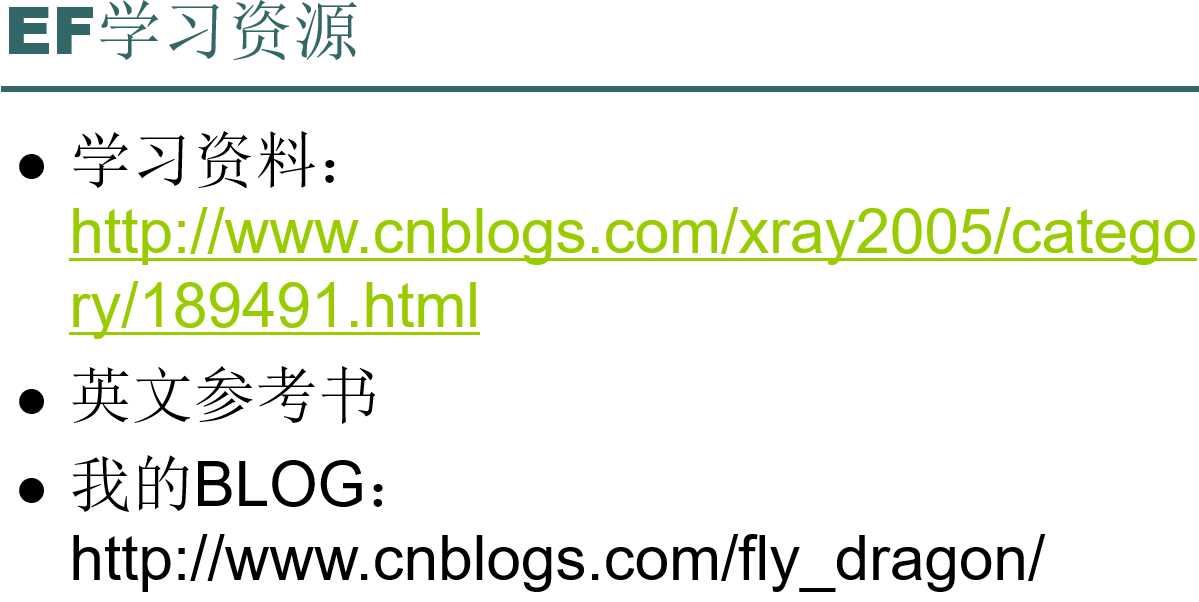 EF学习资源
学习资料：
http://www.cnblogs.com/xray2005/catego
ry/189491.html
英文参考书
我的BLOG：
http://www.cnblogs.com/fly_dragon/